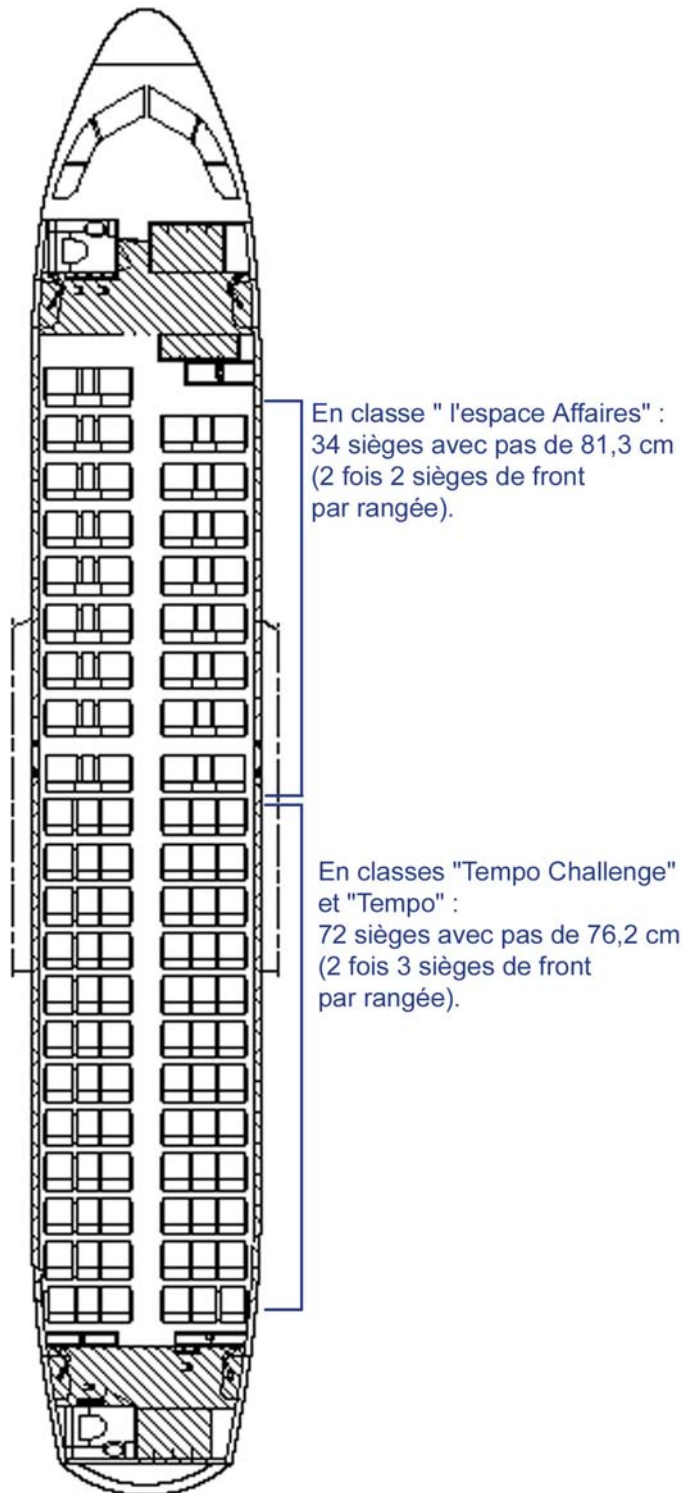 En classe " l'espace Affaires" :
34 sièges avec pas de 81,3 cm
(2 fois 2 sièges de front
par rangée).
En classes "Tempo Challenge"
et "Tempo" :
72 sièges avec pas de 76,2 cm
(2 fois 3 sièges de front
par rangée).